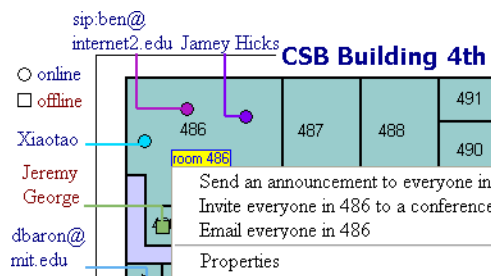 sip:ben@
internet2.edu Jamey Hicks
CSB Building 4th
online
offline
Xiaotao
Jeremy
George
dbaron@
mit.edu
486
487
488
491
490
room 486
Send an announcement to everyone in
Invite everyone in 486 to a conference
Email everyone in 486
Properties